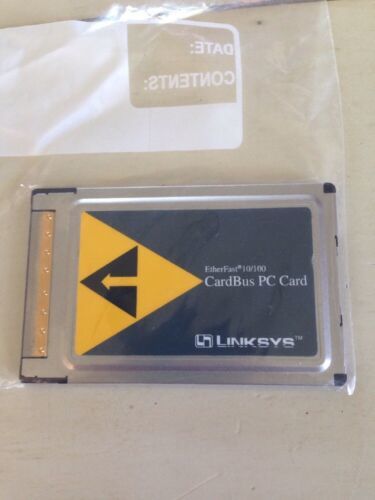 DATE:
CONTENTS:
EtherFast® 10/100
CardBus PC Card
LINKSYS™